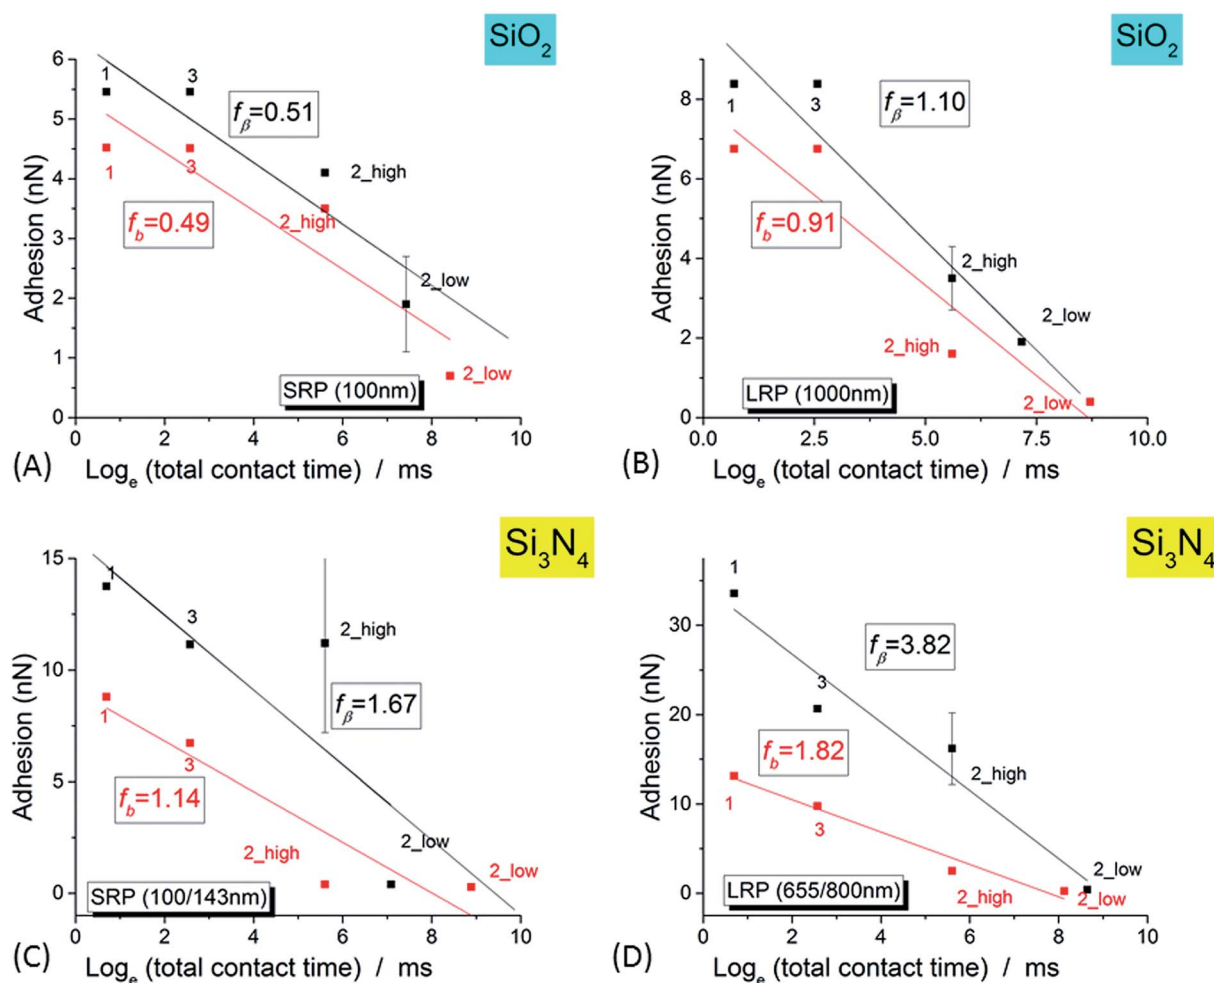 SiO2
6
5
4
3
2
1
0
Adhesion (nN)
1
3
fβ=0.51
2_high
1
3
fb=0.49
2_high
2_low
2_low
SRP (100nm)
0 2 4 6 8 10
(A) Loge (total contact time) / ms
SiO2
8
6
4
2
0
Adhesion (nN)
1
3
fβ=1.10
fb=0.91
2_high
2_low
2_high
2_low
LRP (1000nm)
0.0 2.5 5.0 7.5 10.0
(B) Loge (total contact time) / ms
Si3N4
15
10
5
0
Adhesion (nN)
1
3
2_high
fβ=1.67
1
3
fb=1.14
2_high
2_low
2_low
SRP (100/143nm)
0 2 4 6 8 10
(C) Loge (total contact time) / ms
Si3N4
30
20
10
0
Adhesion (nN)
1
3
fβ=3.82
fb=1.82
2_high
1
3
2_low
2_high
2_low
LRP (655/800nm)
0 2 4 6 8 10
(D) Loge (total contact time) / ms